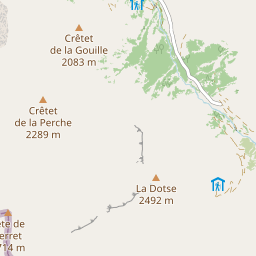 Crêtet
de la Gouille
2083 m
Crêtet
de la Perche
2289 m
La Dotse
2492 m
te de
erret
714 m